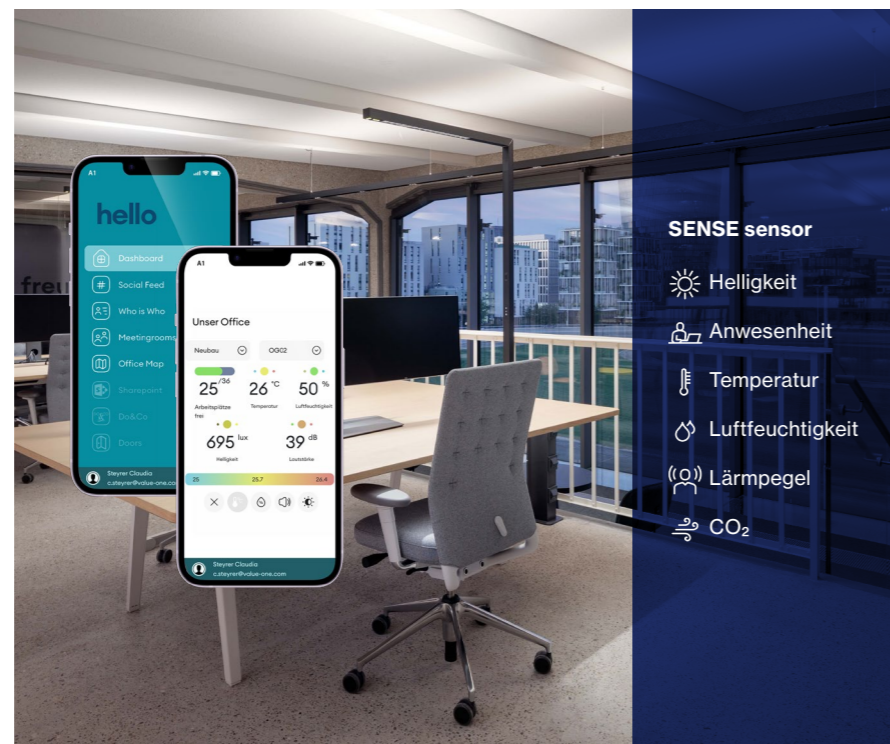 A1
hello
Dashboard
Social Feed
Who is Who
Meetingrooms
Office Map
Sharepoint
Do&Co
Doors
Steyrer Claudia
c.steyrer@value-one.co
A1
Unser Office
Neubau
OG02
25/36
26 °C
50 %
Arbeitsplätze
frei
Temperatur
Luftfeuchtigkeit
695 lux
39 dB
Helligkeit
Lautstärke
25 25.7 26.4
Steyrer Claudia
c.steyrer@value-one.com
SENSE sensor
Helligkeit
Anwesenheit
Temperatur
Luftfeuchtigkeit
Lärmpegel
CO₂